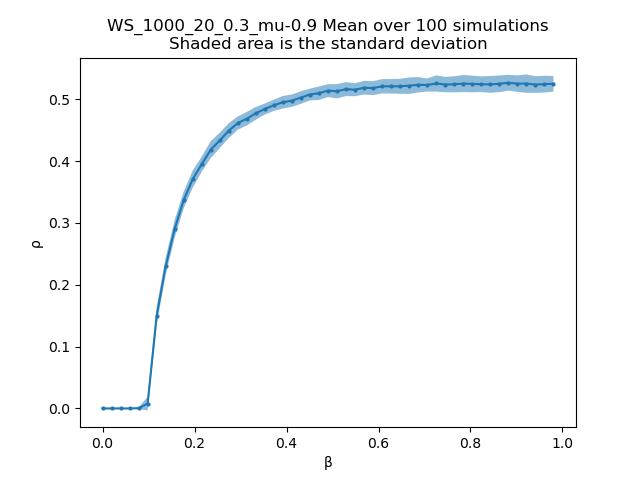 WS_1000_20_0.3_mu-0.9 Mean over 100 simulations
Shaded area is the standard deviation
0.5
0.4
0.3
0.2
0.1
0.0
ρ
0.0 0.2 0.4 0.6 0.8 1.0
β